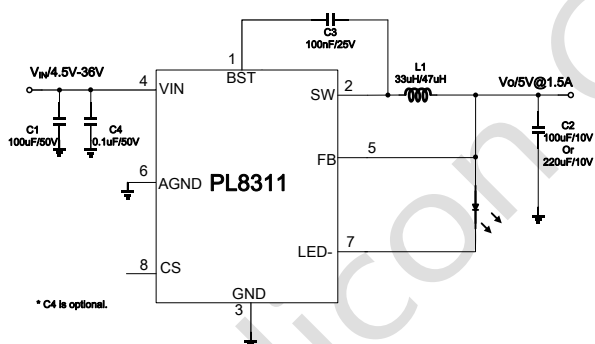 C3
100nF/25V
1
BST
L1
33uH/47uH
VIN/4.5V-36V
4
VIN
SW
2
Vo/5V@1.5A
C1
100uF/50V
C4
0.1uF/50V
C2
100uF/10V
Or
220uF/10V
FB
5
6
AGND
PL8311
LED-
7
8
CS
GND
3
* C4 is optional.